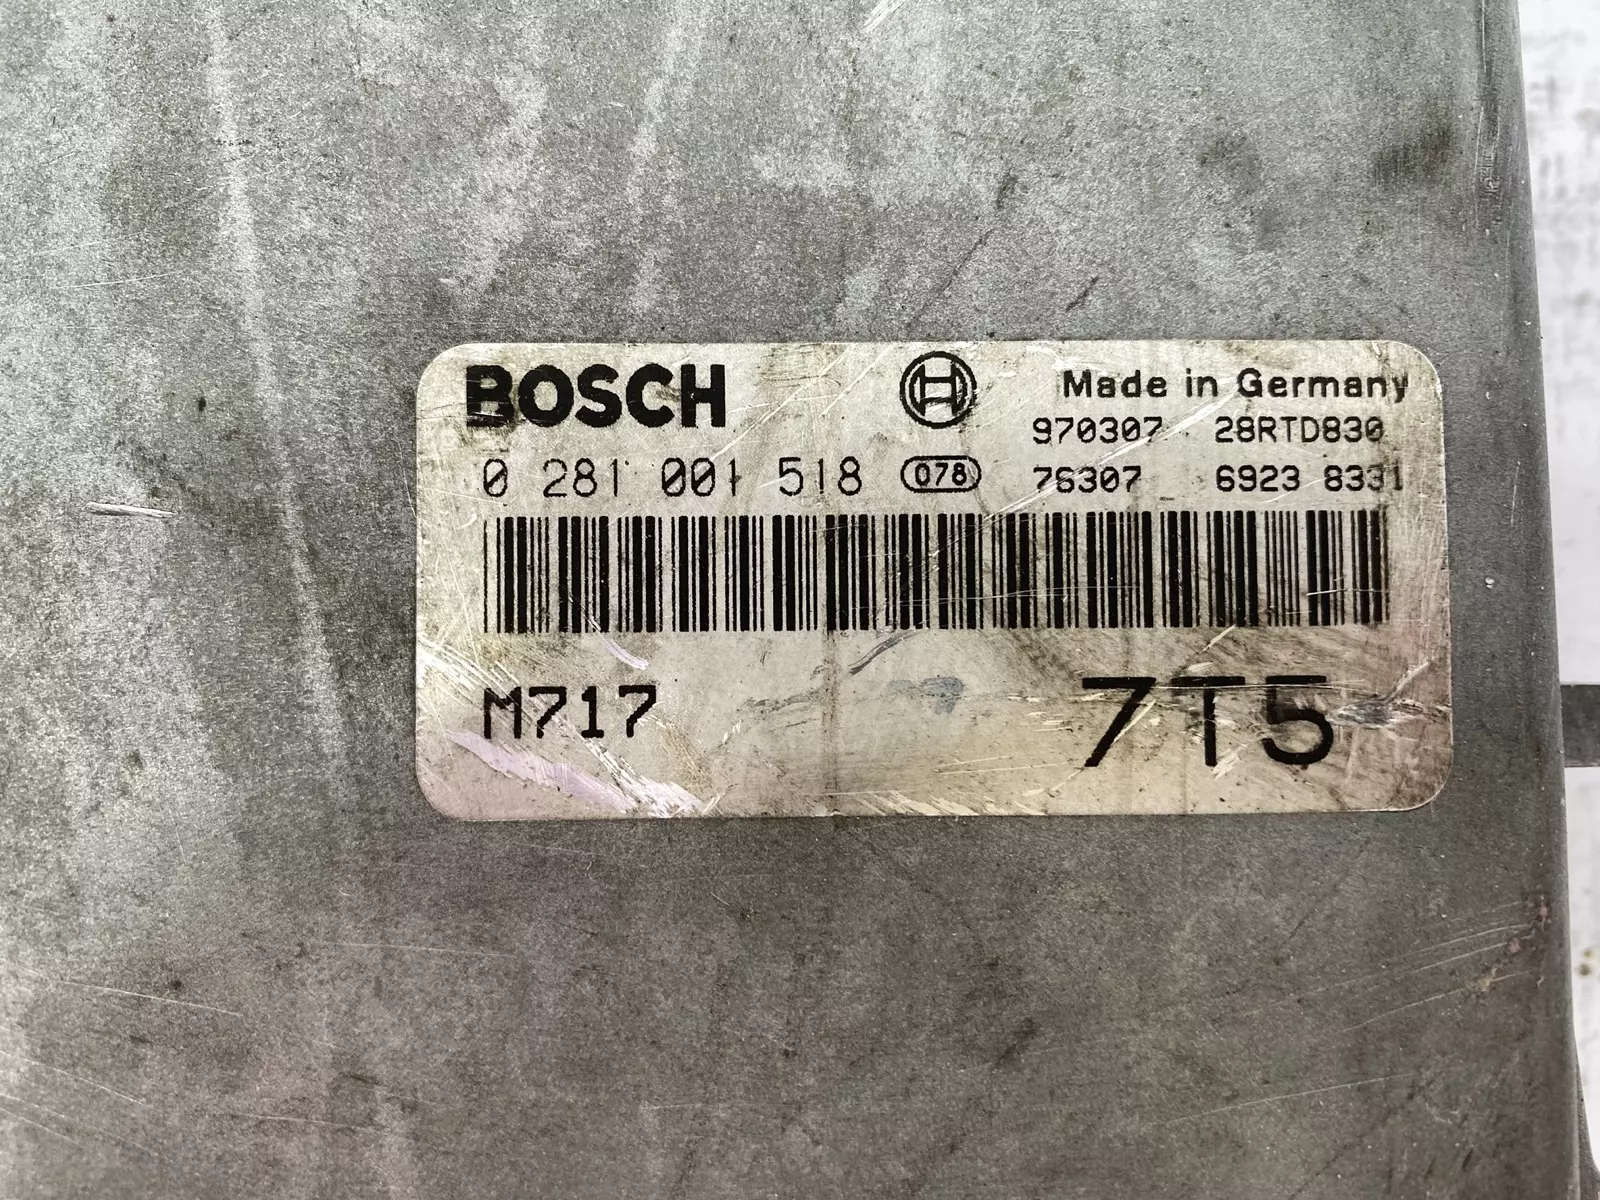 BOSCH Made in Germany
970307 28RTD830
0 281 001 518 078 76307 6923 8331
M717 7T5